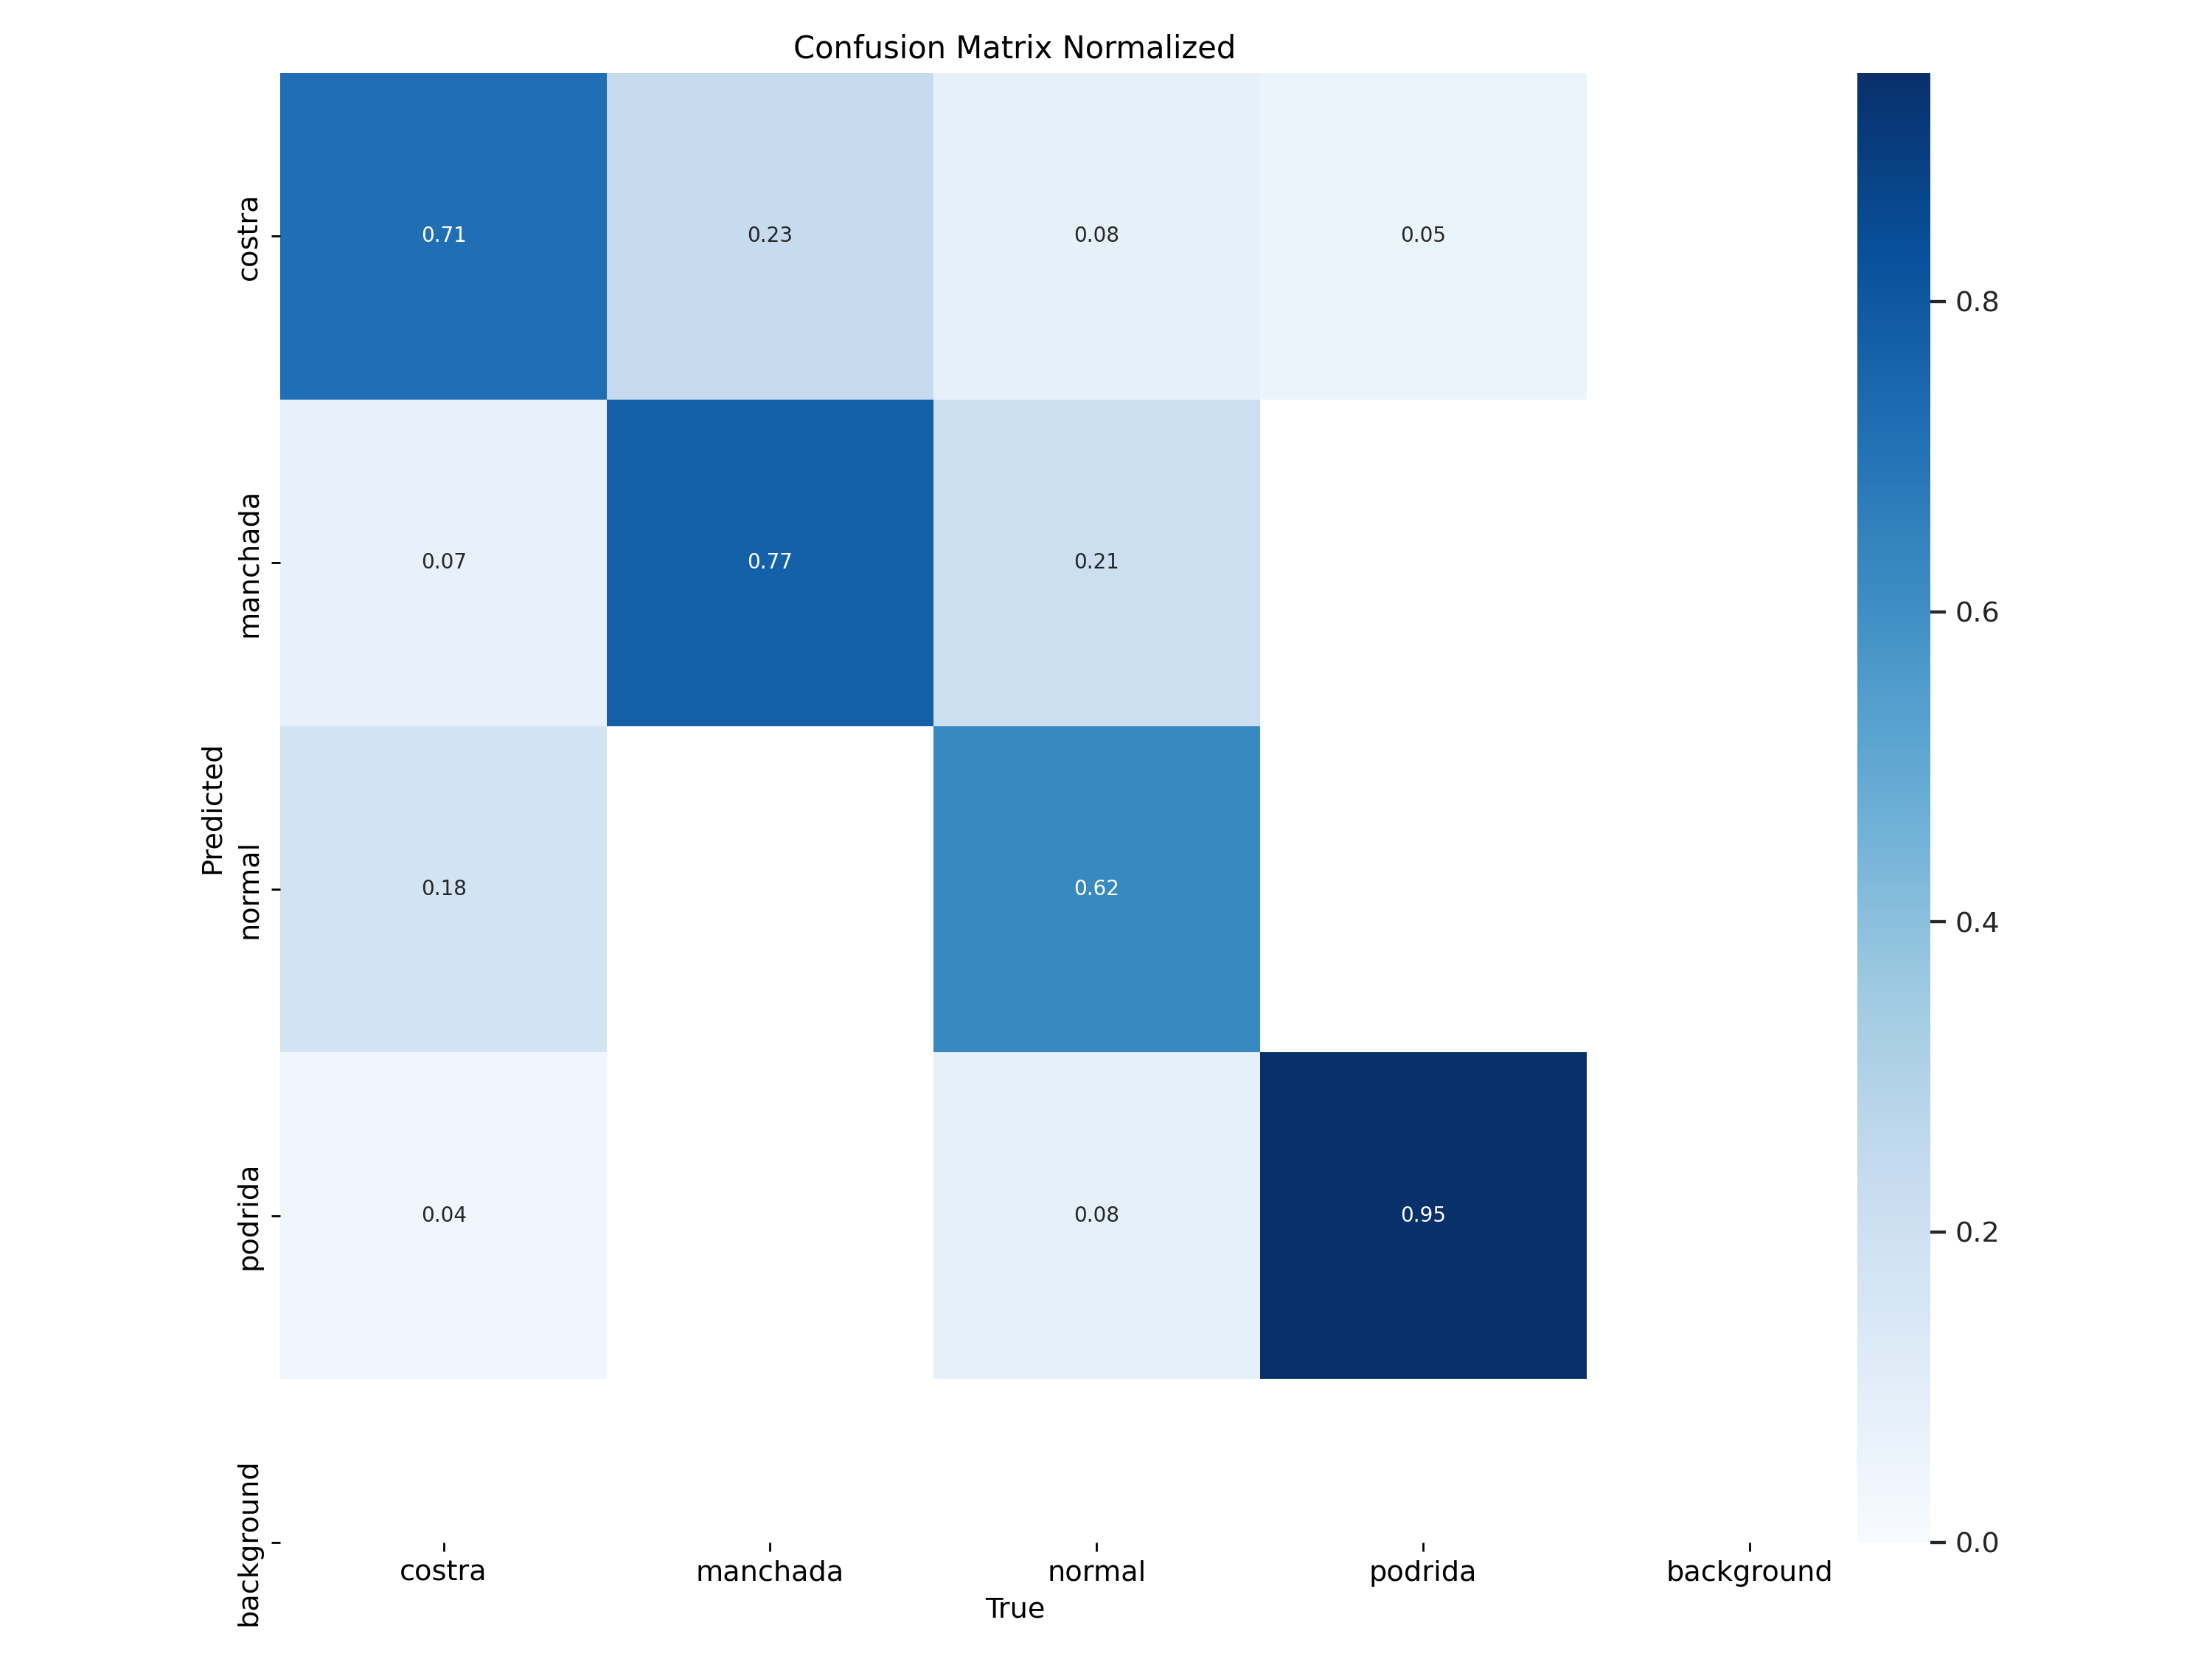 Confusion Matrix Normalized
costra
0.71
0.23
0.08
0.05
manchada
0.07
0.77
0.21
normal
0.18
0.62
podrida
0.04
0.08
0.95
background
Predicted
costra
manchada
normal
podrida
background
True
0.8
0.6
0.4
0.2
0.0